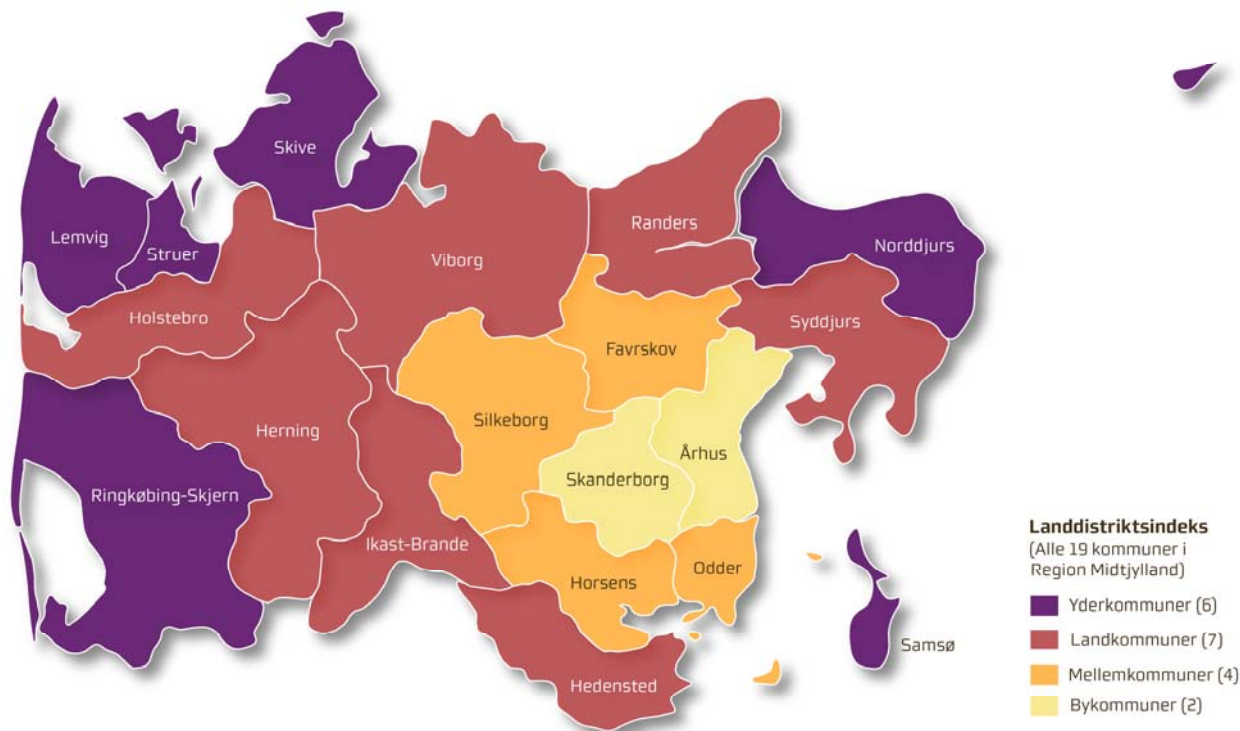 Skive
Lemvig
Struer
Randers
Norddjurs
Viborg
Holstebro
Syddjurs
Favrskov
Silkeborg
Herning
Århus
Skanderborg
Ringkøbing-Skjern
Ikast-Brande
Horsens
Odder
Samsø
Hedensted
Landdistriktsindeks
(Alle 19 kommuner i
Region Midtjylland)
Yderkommuner (6)
Landkommuner (7)
Mellemkommuner (4)
Bykommuner (2)